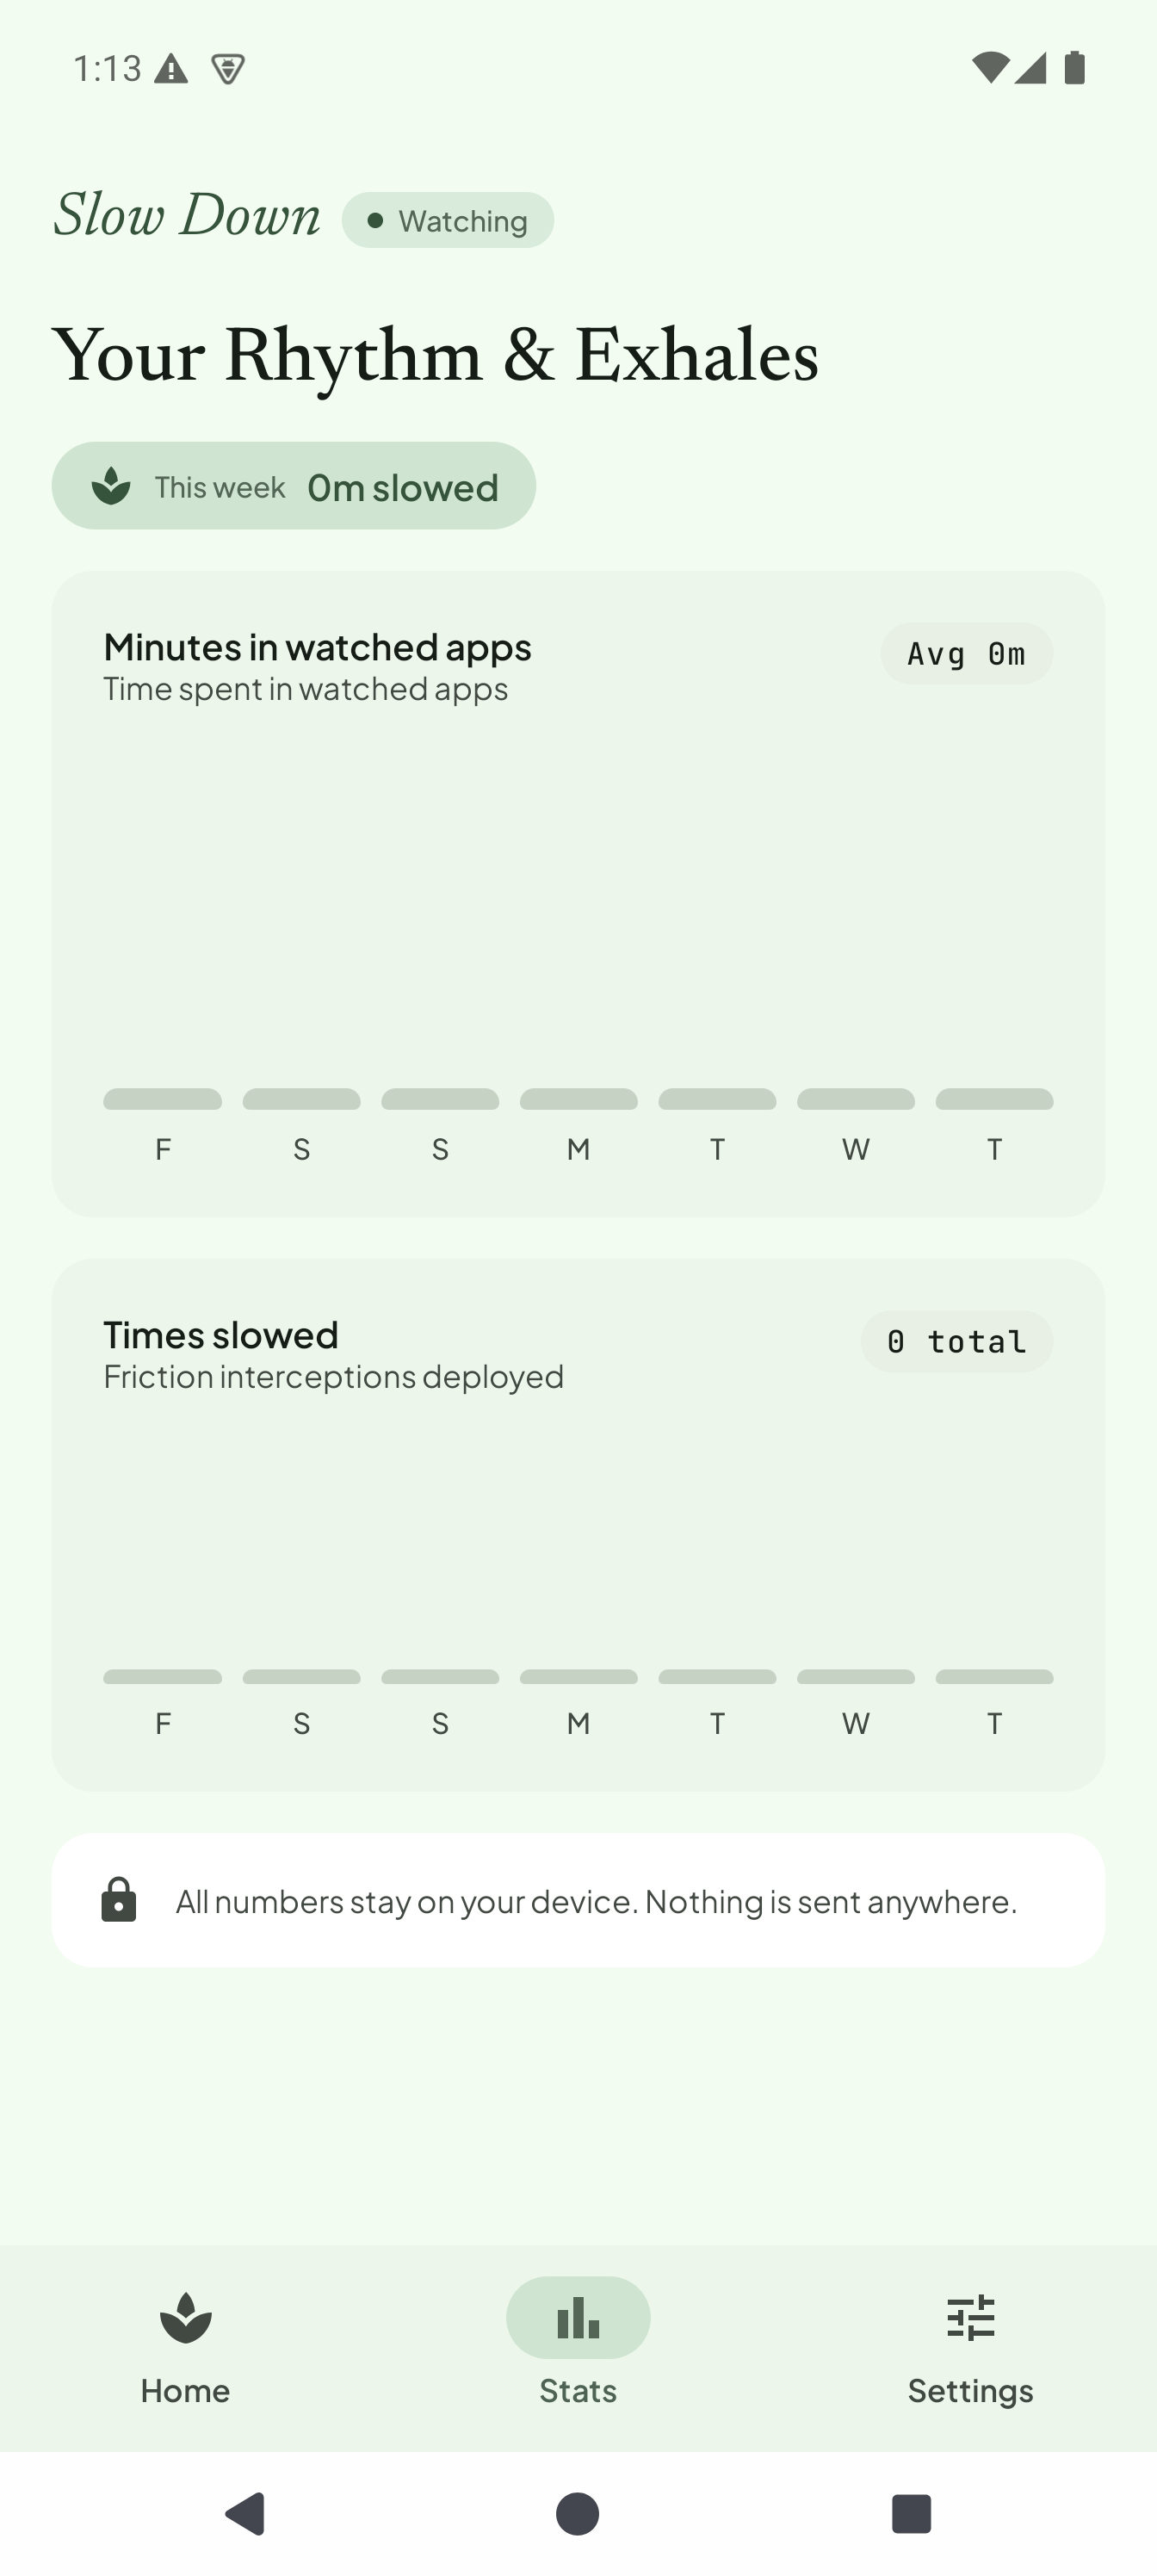 1:13
Slow Down
Watching
Your Rhythm & Exhales
This week 0m slowed
Minutes in watched apps
Avg 0m
Time spent in watched apps
F S S M T W T
Times slowed
0 total
Friction interceptions deployed
F S S M T W T
All numbers stay on your device. Nothing is sent anywhere.
Home Stats Settings